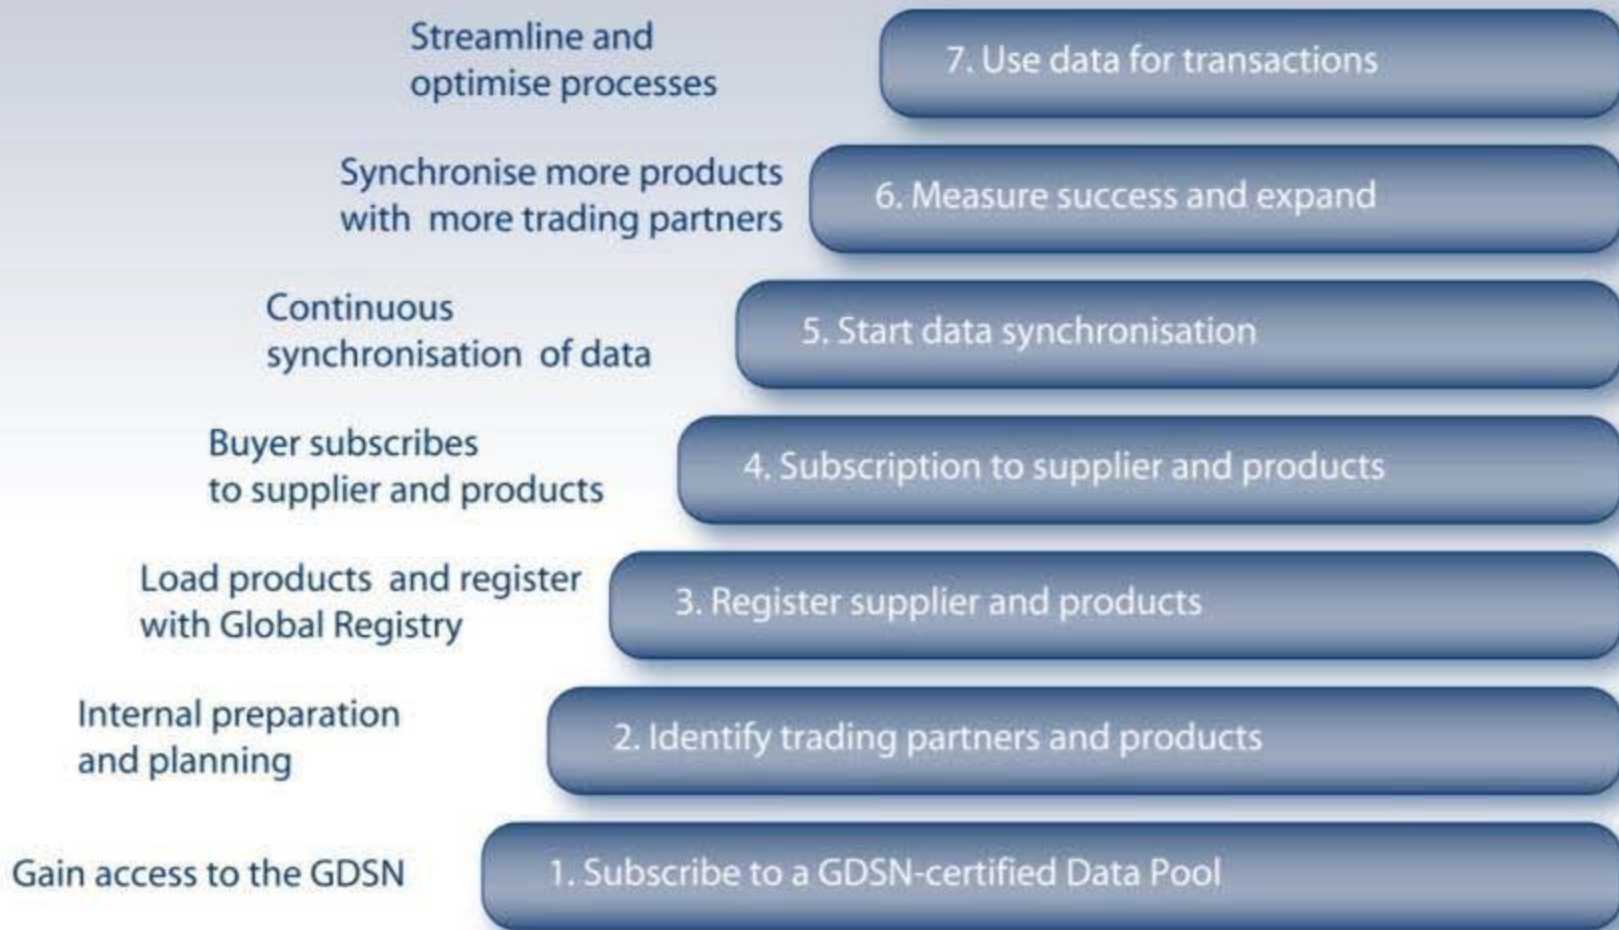 Streamline and
optimise processes
7. Use data for transactions
Synchronise more products
with more trading partners
6. Measure success and expand
Continuous
synchronisation of data
5. Start data synchronisation
Buyer subscribes
to supplier and products
4. Subscription to supplier and products
Load products and register
with Global Registry
3. Register supplier and products
Internal preparation
and planning
2. Identify trading partners and products
Gain access to the GDSN
1. Subscribe to a GDSN-certified Data Pool